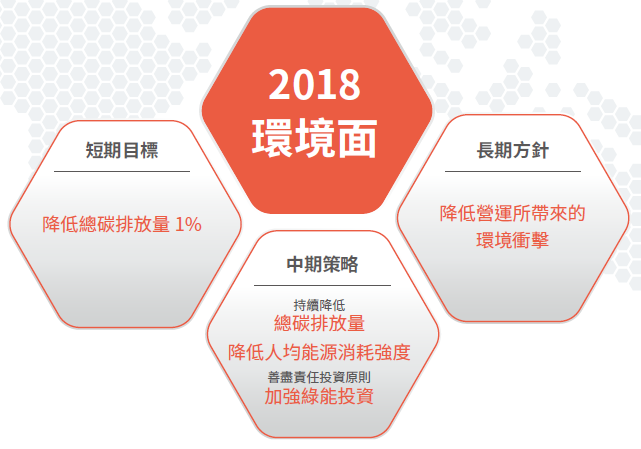 2018
環境面
短期目標
降低總碳排放量 1%
中期策略
持續降低
總碳排放量
降低人均能源消耗強度
善盡責任投資原則
加強綠能投資
長期方針
降低營運所帶來的
環境衝擊